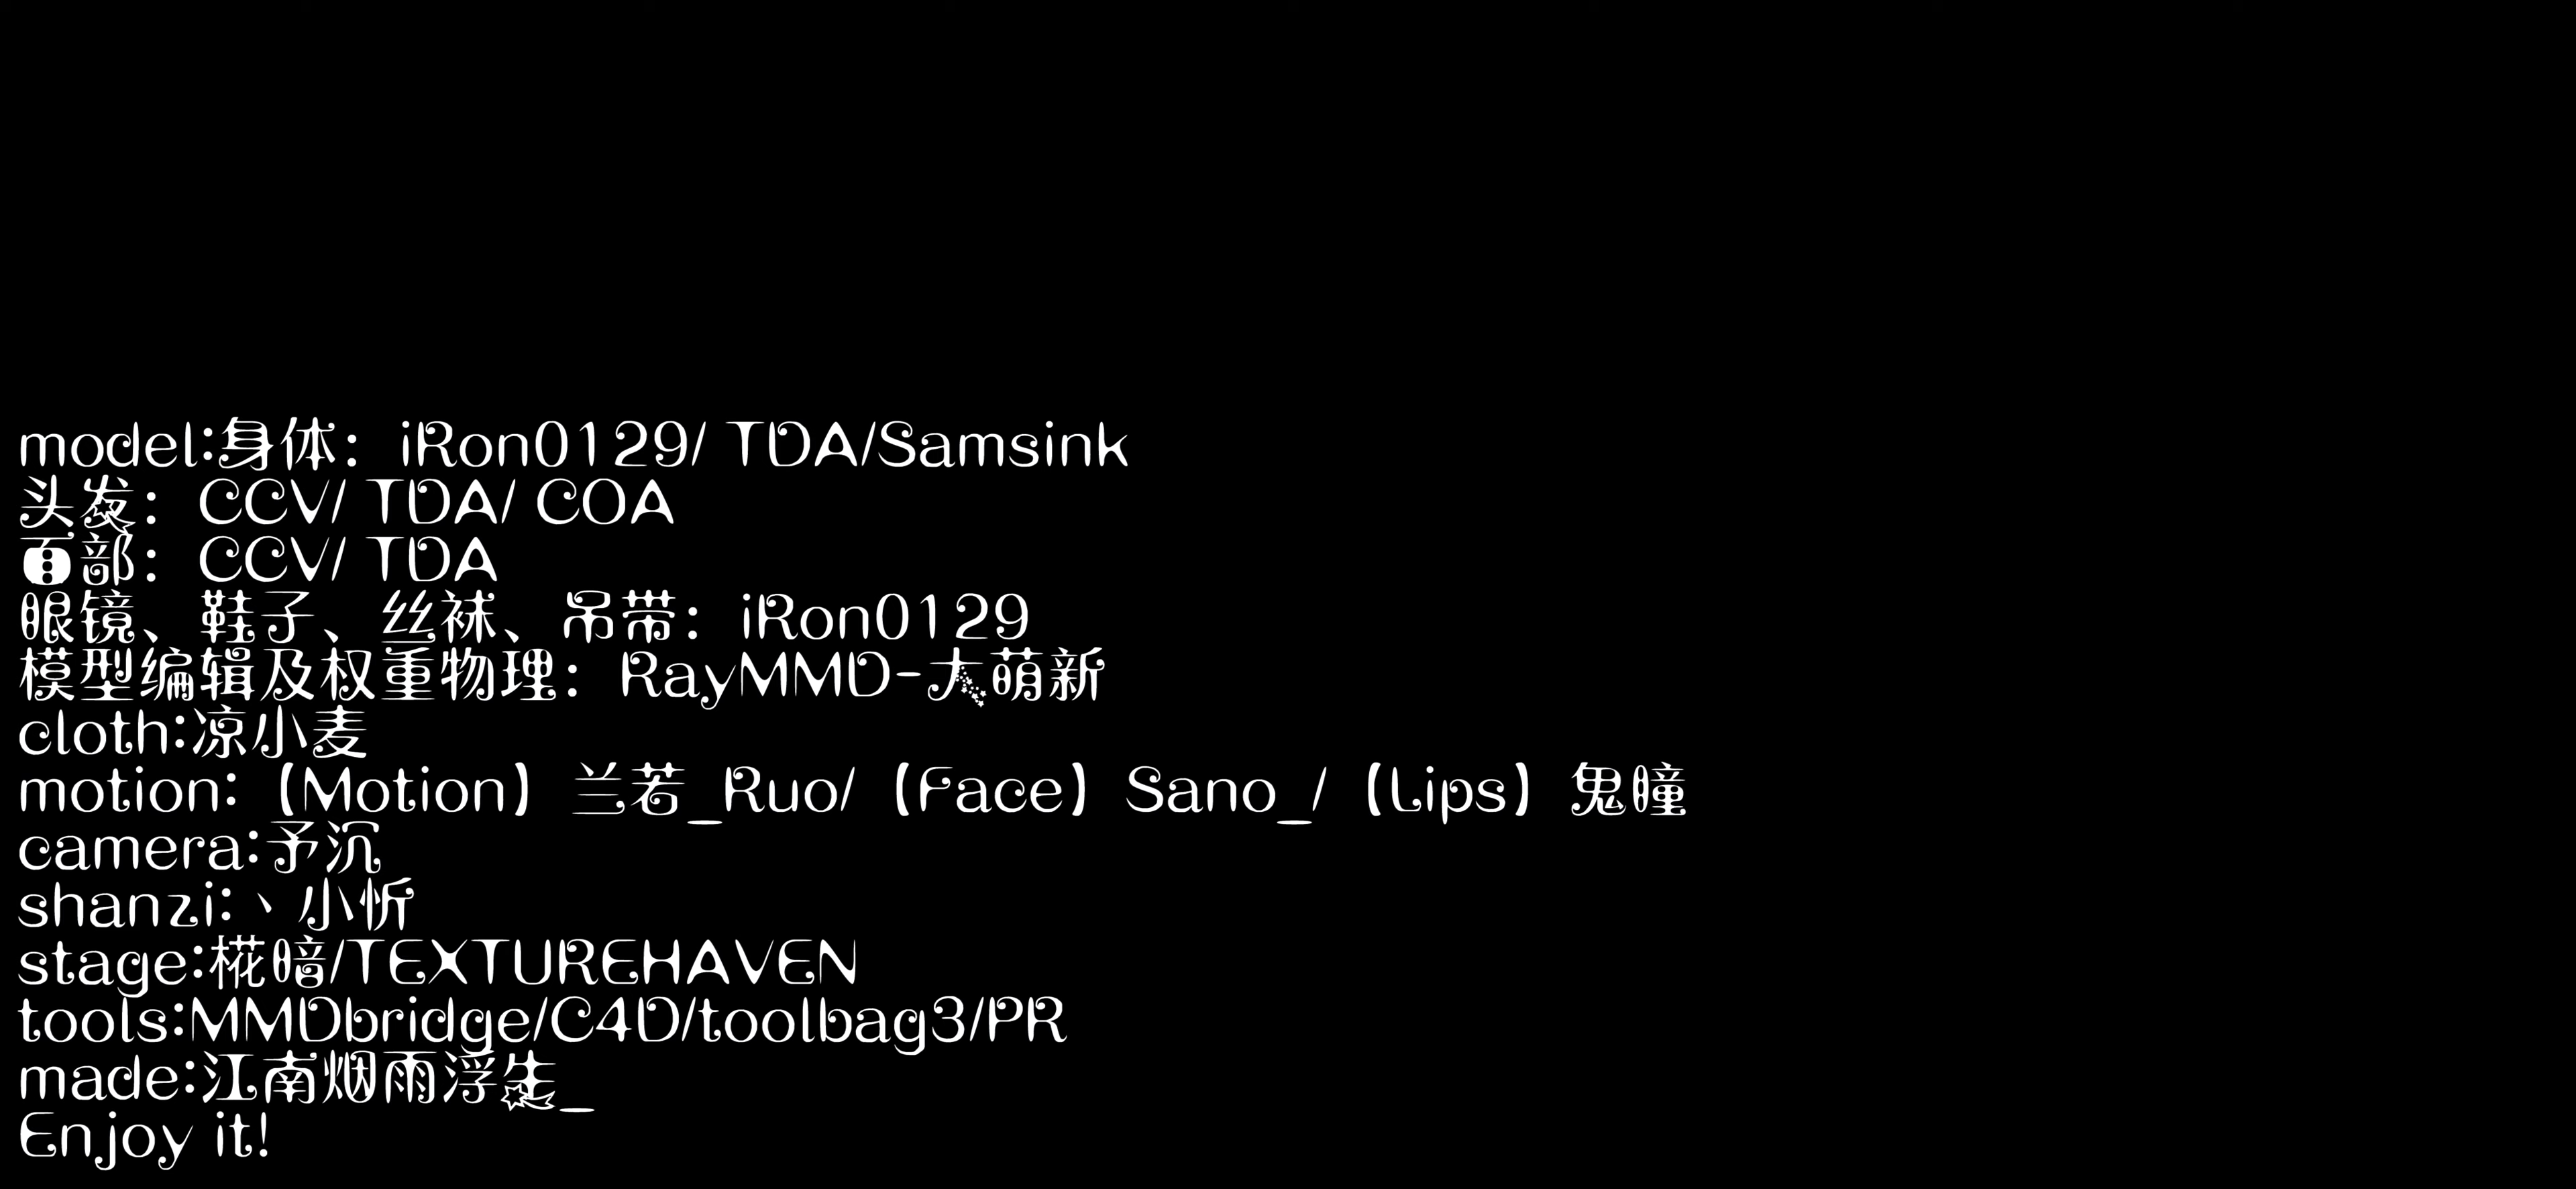 model:身体：iRon0129/ TDA/Samsink
头发：CCV/ TDA/ COA
面部：CCV/ TDA
眼镜、鞋子、丝袜、吊带：iRon0129
模型编辑及权重物理：RayMMD-大萌新
cloth:凉小麦
motion:（Motion）兰若_Ruo/（Face）Sano_/（Lips）鬼瞳
camera:予沉
shanzi:丶小忻
stage:椛暗/TEXTUREHAVEN
tools:MMDbridge/C4D/toolbag3/PR
made:江南烟雨浮生_
Enjoy it!